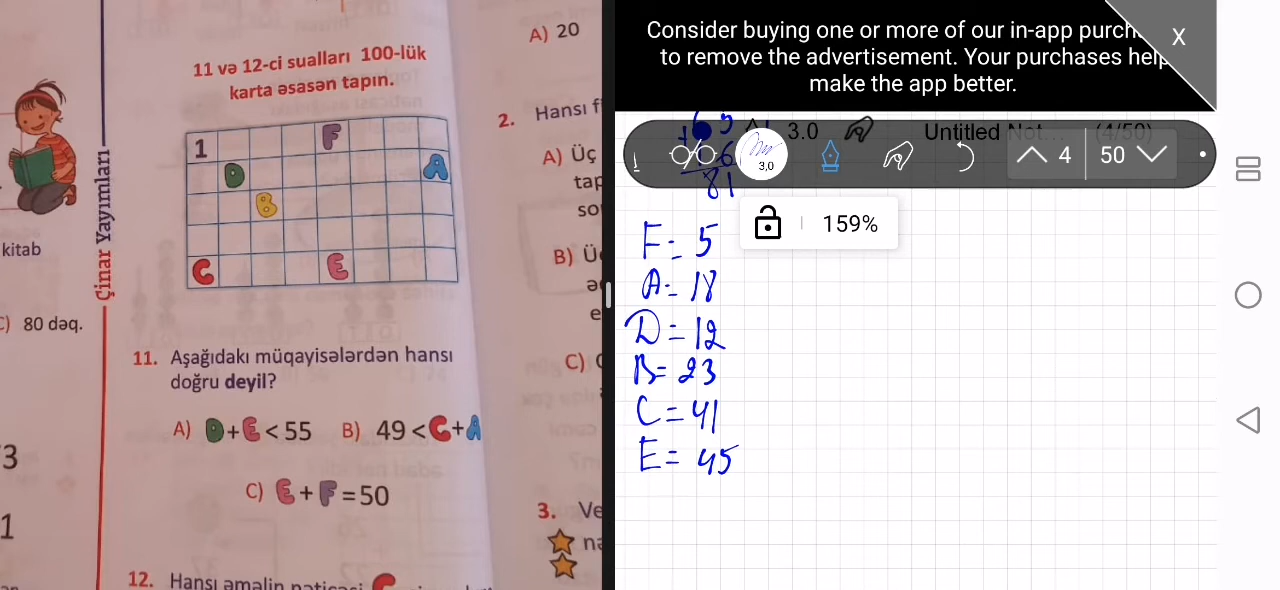 A) 20
11 və 12-ci sualları 100-lük
karta əsasən tapın.
1
F
A
D
B
C
E
Çinar Yayımları
kitab
80 dəq.
3
1
11. Aşağıdakı müqayisələrdən hansı
doğru deyil?
A) D+E<55 B) 49<C+A
C) E+F=50
12. Hansı əməlin nəticəsi C
2. Hansı
A) Üç
B)
C)
3.
Consider buying one or more of our in-app
to remove the advertisement. Your purchases help
make the app better.
X
3.0 Untitled Not... (4/50)
3,0
4 50
81
159%
F = 5
A = 18
D = 12
B = 23
C = 41
E = 45